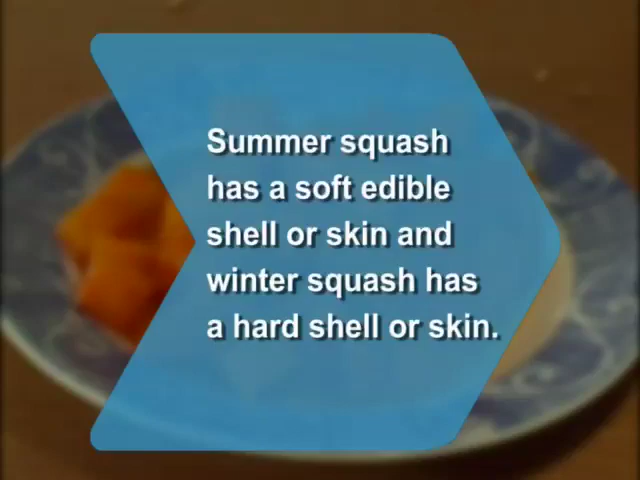 Summer squash
has a soft edible
shell or skin and
winter squash has
a hard shell or skin.